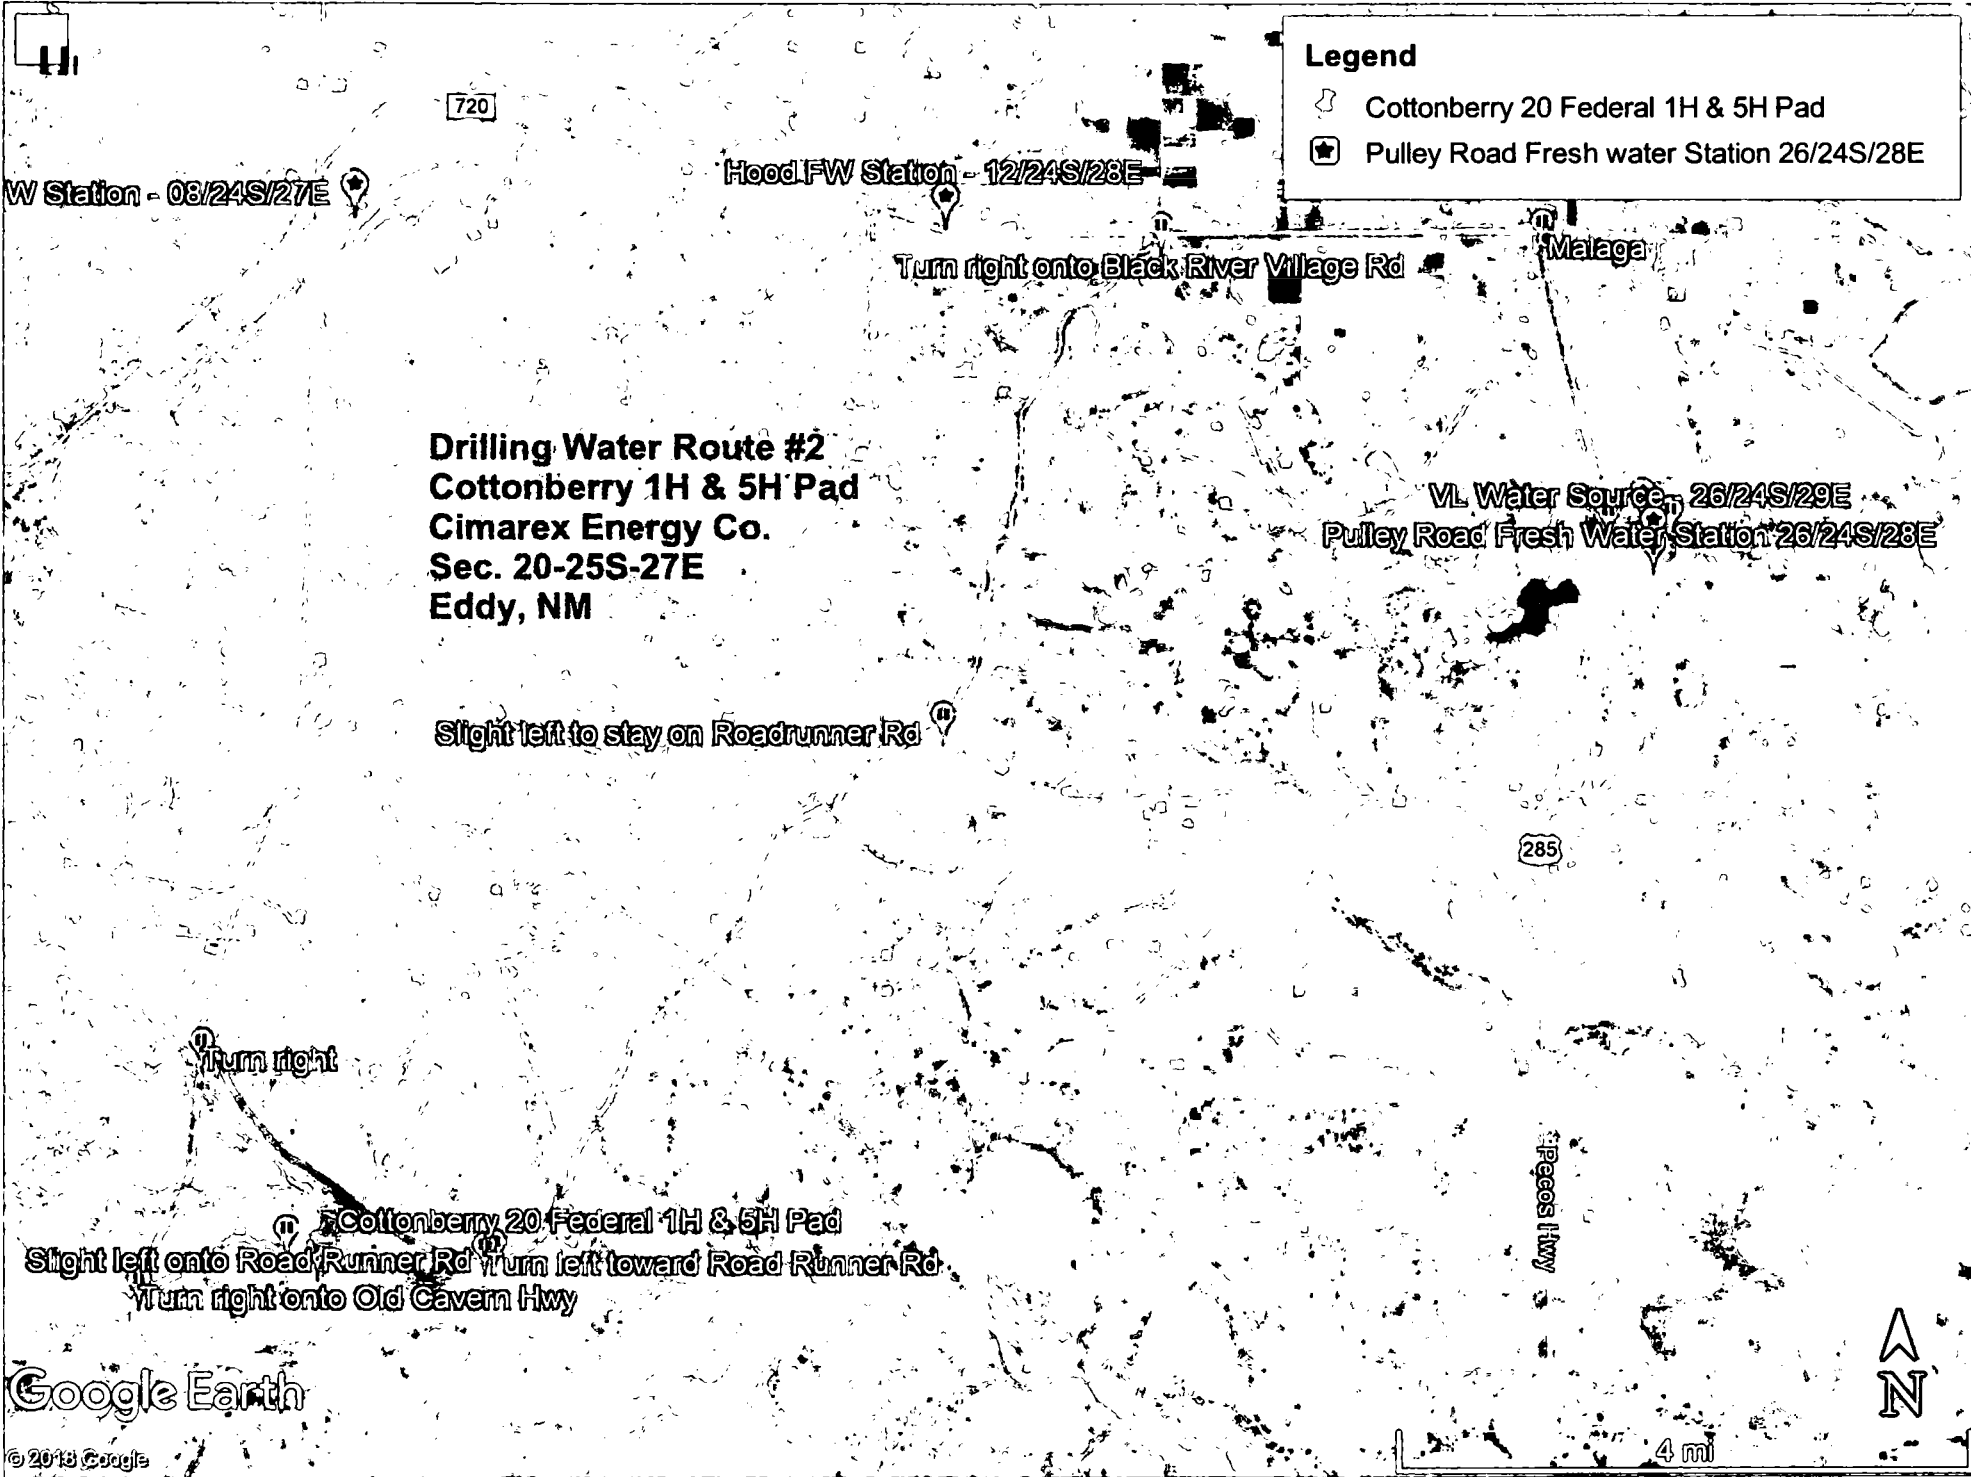 Legend
Cottonberry 20 Federal 1H & 5H Pad
Pulley Road Fresh water Station 26/24S/28E
720
W Station - 08/24S/27E
Hood FW Station - 12/24S/28E
Malaga
Turn right onto Black River Village Rd
Drilling Water Route #2
Cottonberry 1H & 5H Pad
Cimarex Energy Co.
Sec. 20-25S-27E
Eddy, NM
VL Water Source - 26/24S/29E
Pulley Road Fresh Water Station 26/24S/28E
Slight left to stay on Roadrunner Rd
285
Turn right
Pecos Hwy
Cottonberry 20 Federal 1H & 5H Pad
Slight left onto Road Runner Rd
Turn left toward Road Runner Rd
Turn right onto Old Cavern Hwy
N
Google Earth
© 2018 Google
4 mi